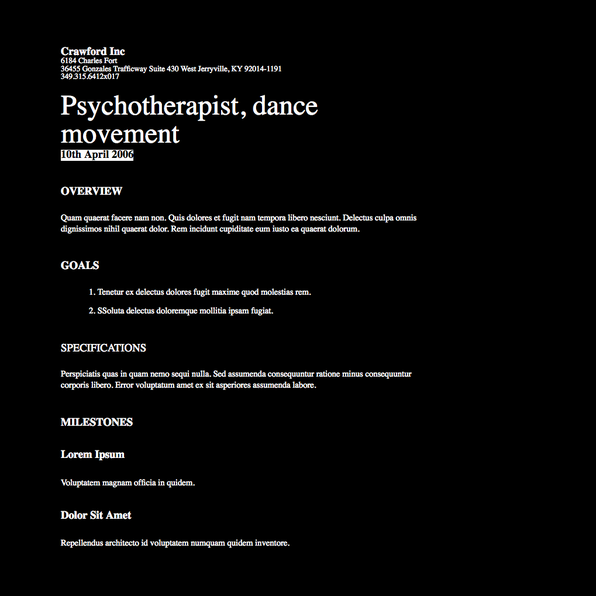 Crawford Inc
6184 Charles Fort
36455 Gonzales Trafficway Suite 430 West Jerryville, KY 92014-1191
349.315.6412x017
Psychotherapist, dance
movement
10th April 2006
OVERVIEW
Quam quaerat facere nam non. Quis dolores et fugit nam tempora libero nesciunt. Delectus culpa omnis
dignissimos nihil quaerat dolor. Rem incidunt cupiditate eum iusto ea quaerat dolorum.
GOALS
1. Tenetur ex delectus dolores fugit maxime quod molestias rem.
2. SSoluta delectus doloremque mollitia ipsam fugiat.
SPECIFICATIONS
Perspiciatis quas in quam nemo sequi nulla. Sed assumenda consequuntur ratione minus consequuntur
corporis libero. Error voluptatum amet ex sit asperiores assumenda labore.
MILESTONES
Lorem Ipsum
Voluptatem magnam officia in quidem.
Dolor Sit Amet
Repellendus architecto id voluptatem numquam quidem inventore.